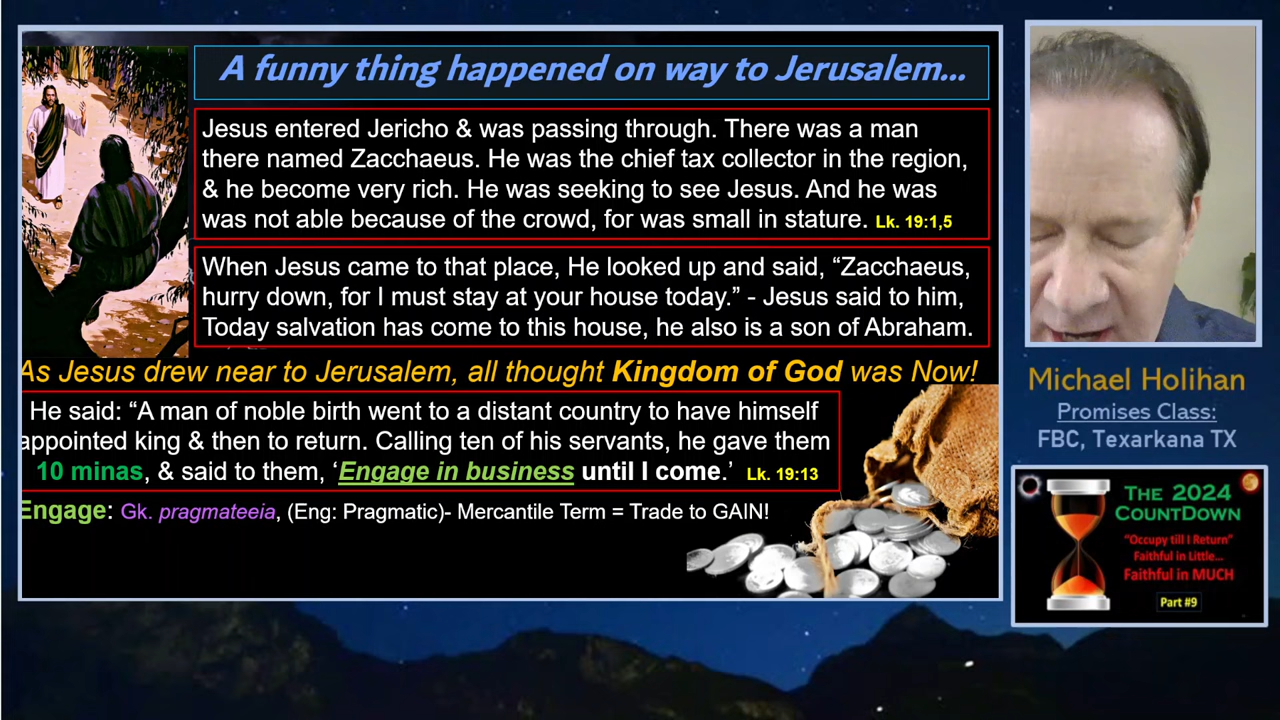 A funny thing happened on way to Jerusalem...
Jesus entered Jericho & was passing through. There was a man
there named Zacchaeus. He was the chief tax collector in the region,
& he become very rich. He was seeking to see Jesus. And he was
was not able because of the crowd, for was small in stature. Lk. 19:1,5
When Jesus came to that place, He looked up and said, “Zacchaeus,
hurry down, for I must stay at your house today.” - Jesus said to him,
Today salvation has come to this house, he also is a son of Abraham.
As Jesus drew near to Jerusalem, all thought Kingdom of God was Now!
He said: “A man of noble birth went to a distant country to have himself
appointed king & then to return. Calling ten of his servants, he gave them
10 minas, & said to them, ‘Engage in business until I come.’ Lk. 19:13
Engage: Gk. pragmateeia, (Eng: Pragmatic)- Mercantile Term = Trade to GAIN!
Michael Holihan
Promises Class:
FBC, Texarkana TX
THE 2024
COUNTDOWN
“Occupy till I Return”
Faithful in Little...
Faithful in MUCH
Part #9